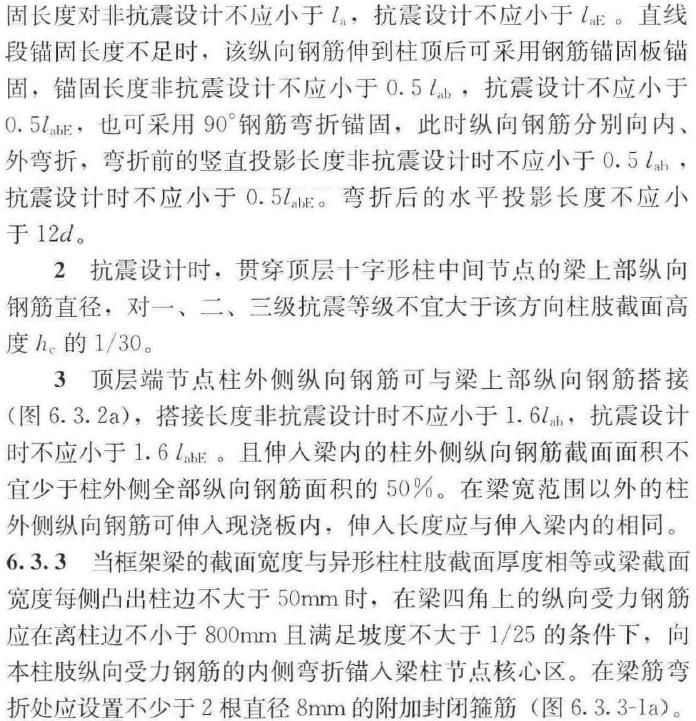 固长度对非抗震设计不应小于 lₐ，抗震设计不应小于 laE 。直线
段锚固长度不足时，该纵向钢筋伸到柱顶后可采用钢筋锚固板锚
固，锚固长度非抗震设计不应小于 0.5 lab ，抗震设计不应小于
0.5labE，也可采用 90°钢筋弯折锚固，此时纵向钢筋分别向内、
外弯折，弯折前的竖直投影长度非抗震设计时不应小于 0.5 lab ，
抗震设计时不应小于 0.5labE。弯折后的水平投影长度不应小
于 12d。
2 抗震设计时，贯穿顶层十字形柱中间节点的梁上部纵向
钢筋直径，对一、二、三级抗震等级不宜大于该方向柱肢截面高
度 hc 的 1/30。
3 顶层端节点柱外侧纵向钢筋可与梁上部纵向钢筋搭接
（图 6.3.2a），搭接长度非抗震设计时不应小于 1.6lab，抗震设计
时不应小于 1.6 labE 。且伸入梁内的柱外侧纵向钢筋截面面积不
宜少于柱外侧全部纵向钢筋面积的 50%。在梁宽范围以外的柱
外侧纵向钢筋可伸入现浇板内，伸入长度应与伸入梁内的相同。
6.3.3 当框架梁的截面宽度与异形柱柱肢截面厚度相等或梁截面
宽度每侧凸出柱边不大于 50mm 时，在梁四角上的纵向受力钢筋
应在离柱边不小于 800mm 且满足坡度不大于 1/25 的条件下，向
本柱肢纵向受力钢筋的内侧弯折锚入梁柱节点核心区。在梁筋弯
折处应设置不少于 2 根直径 8mm 的附加封闭箍筋（图 6.3.3-1a）。